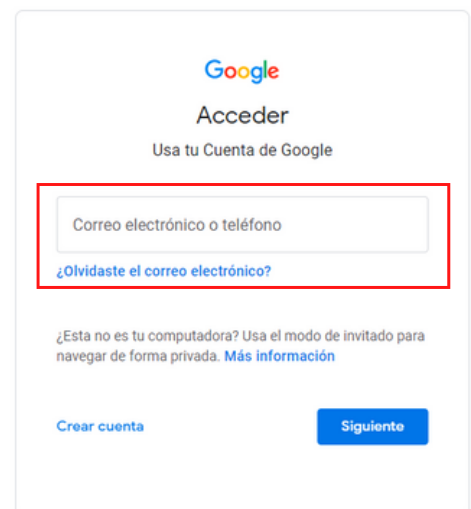 Google
Acceder
Usa tu Cuenta de Google
Correo electrónico o teléfono
¿Olvidaste el correo electrónico?
¿Esta no es tu computadora? Usa el modo de invitado para
navegar de forma privada. Más información
Crear cuenta
Siguiente